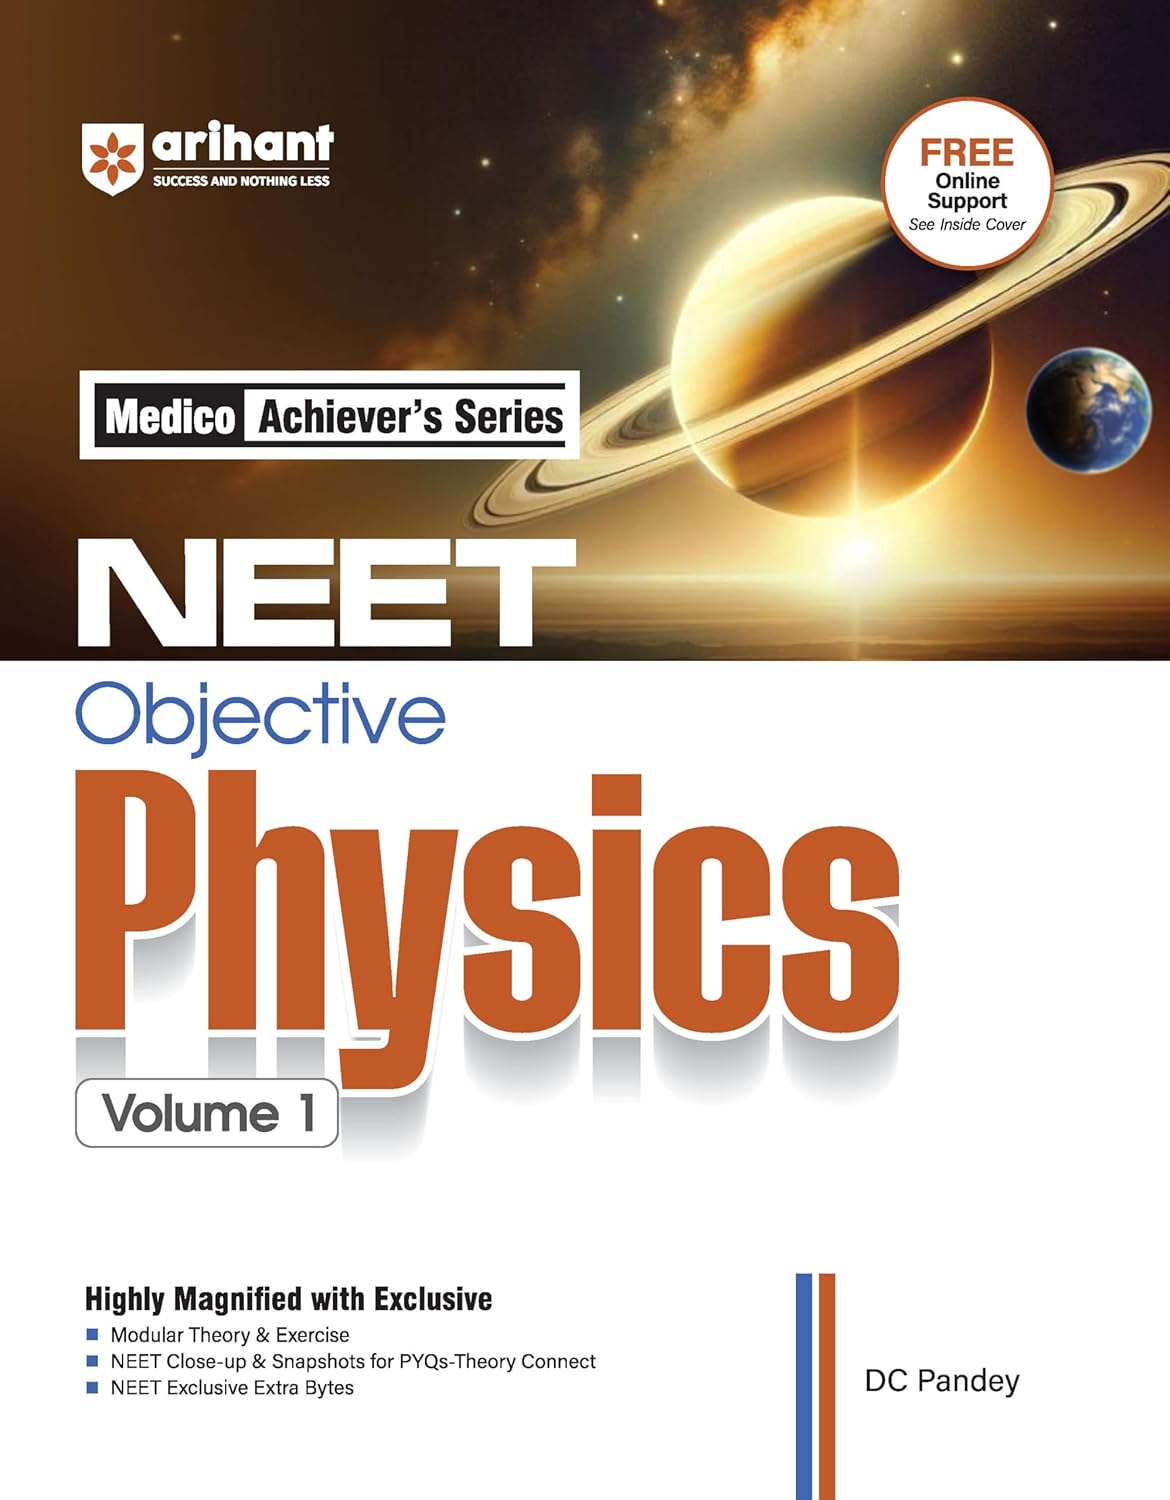 arihant
SUCCESS AND NOTHING LESS
FREE
Online
Support
See Inside Cover
Medico Achiever's Series
NEET
Objective
Physics
Volume 1
Highly Magnified with Exclusive
Modular Theory & Exercise
NEET Close-up & Snapshots for PYQs-Theory Connect
NEET Exclusive Extra Bytes
DC Pandey